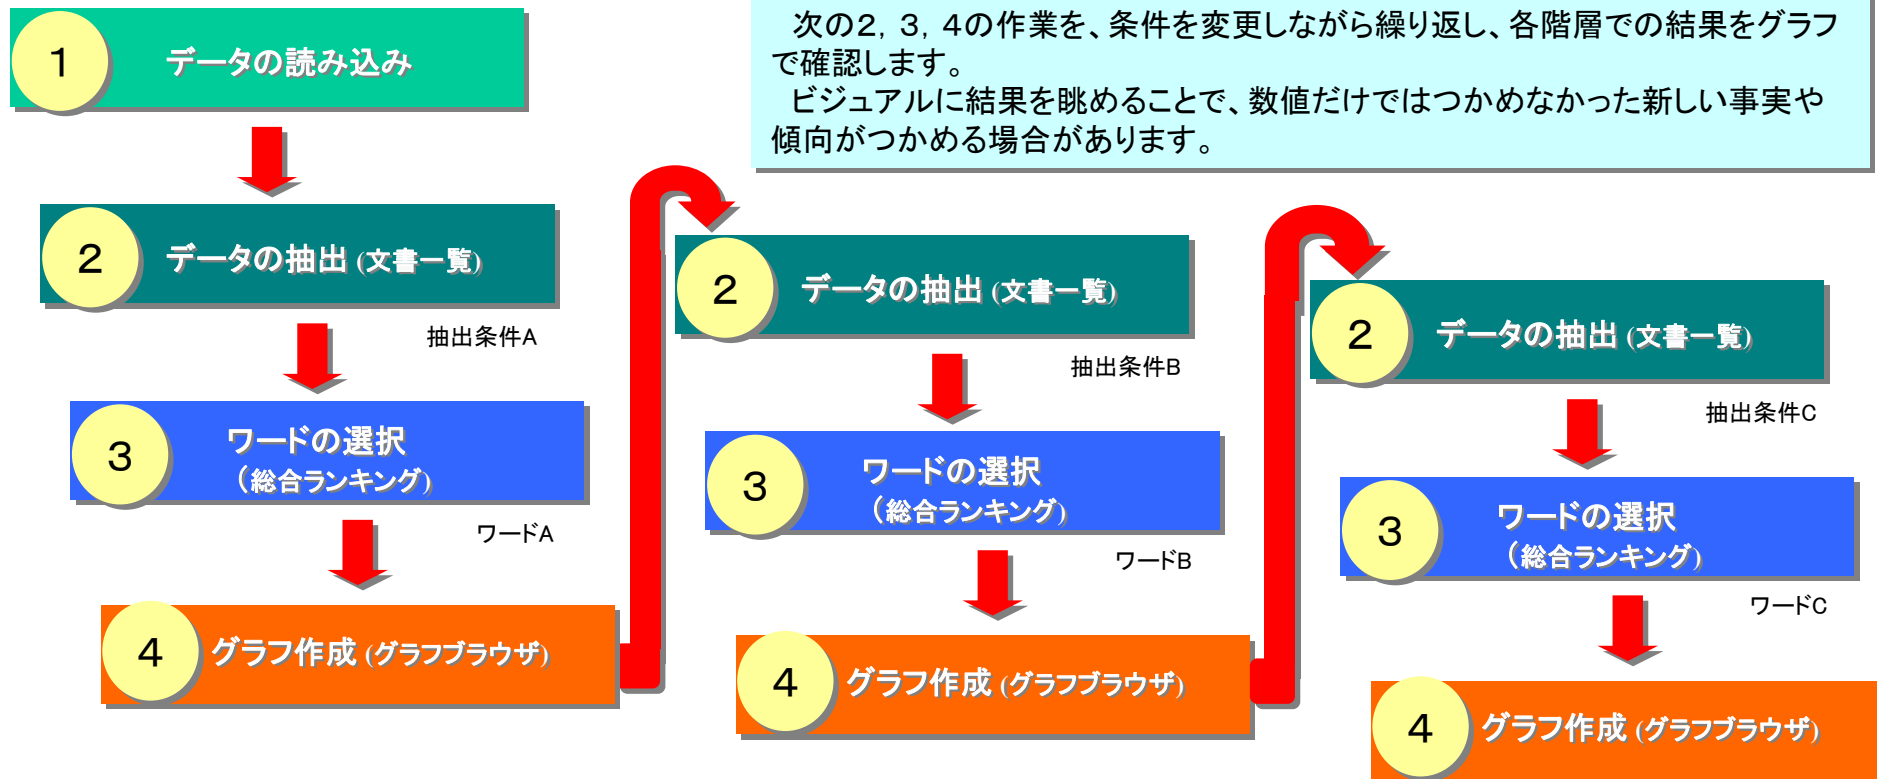 次の２，３，４の作業を、条件を変更しながら繰り返し、各階層での結果をグラフ
で確認します。
ビジュアルに結果を眺めることで、数値だけではつかめなかった新しい事実や
傾向がつかめる場合があります。
１
データの読み込み
２
データの抽出 (文書一覧)
抽出条件A
３
ワードの選択
（総合ランキング)
ワードA
４
グラフ作成 (グラフブラウザ)
２
データの抽出 (文書一覧)
抽出条件B
３
ワードの選択
（総合ランキング)
ワードB
４
グラフ作成 (グラフブラウザ)
２
データの抽出 (文書一覧)
抽出条件C
３
ワードの選択
（総合ランキング)
ワードC
４
グラフ作成 (グラフブラウザ)